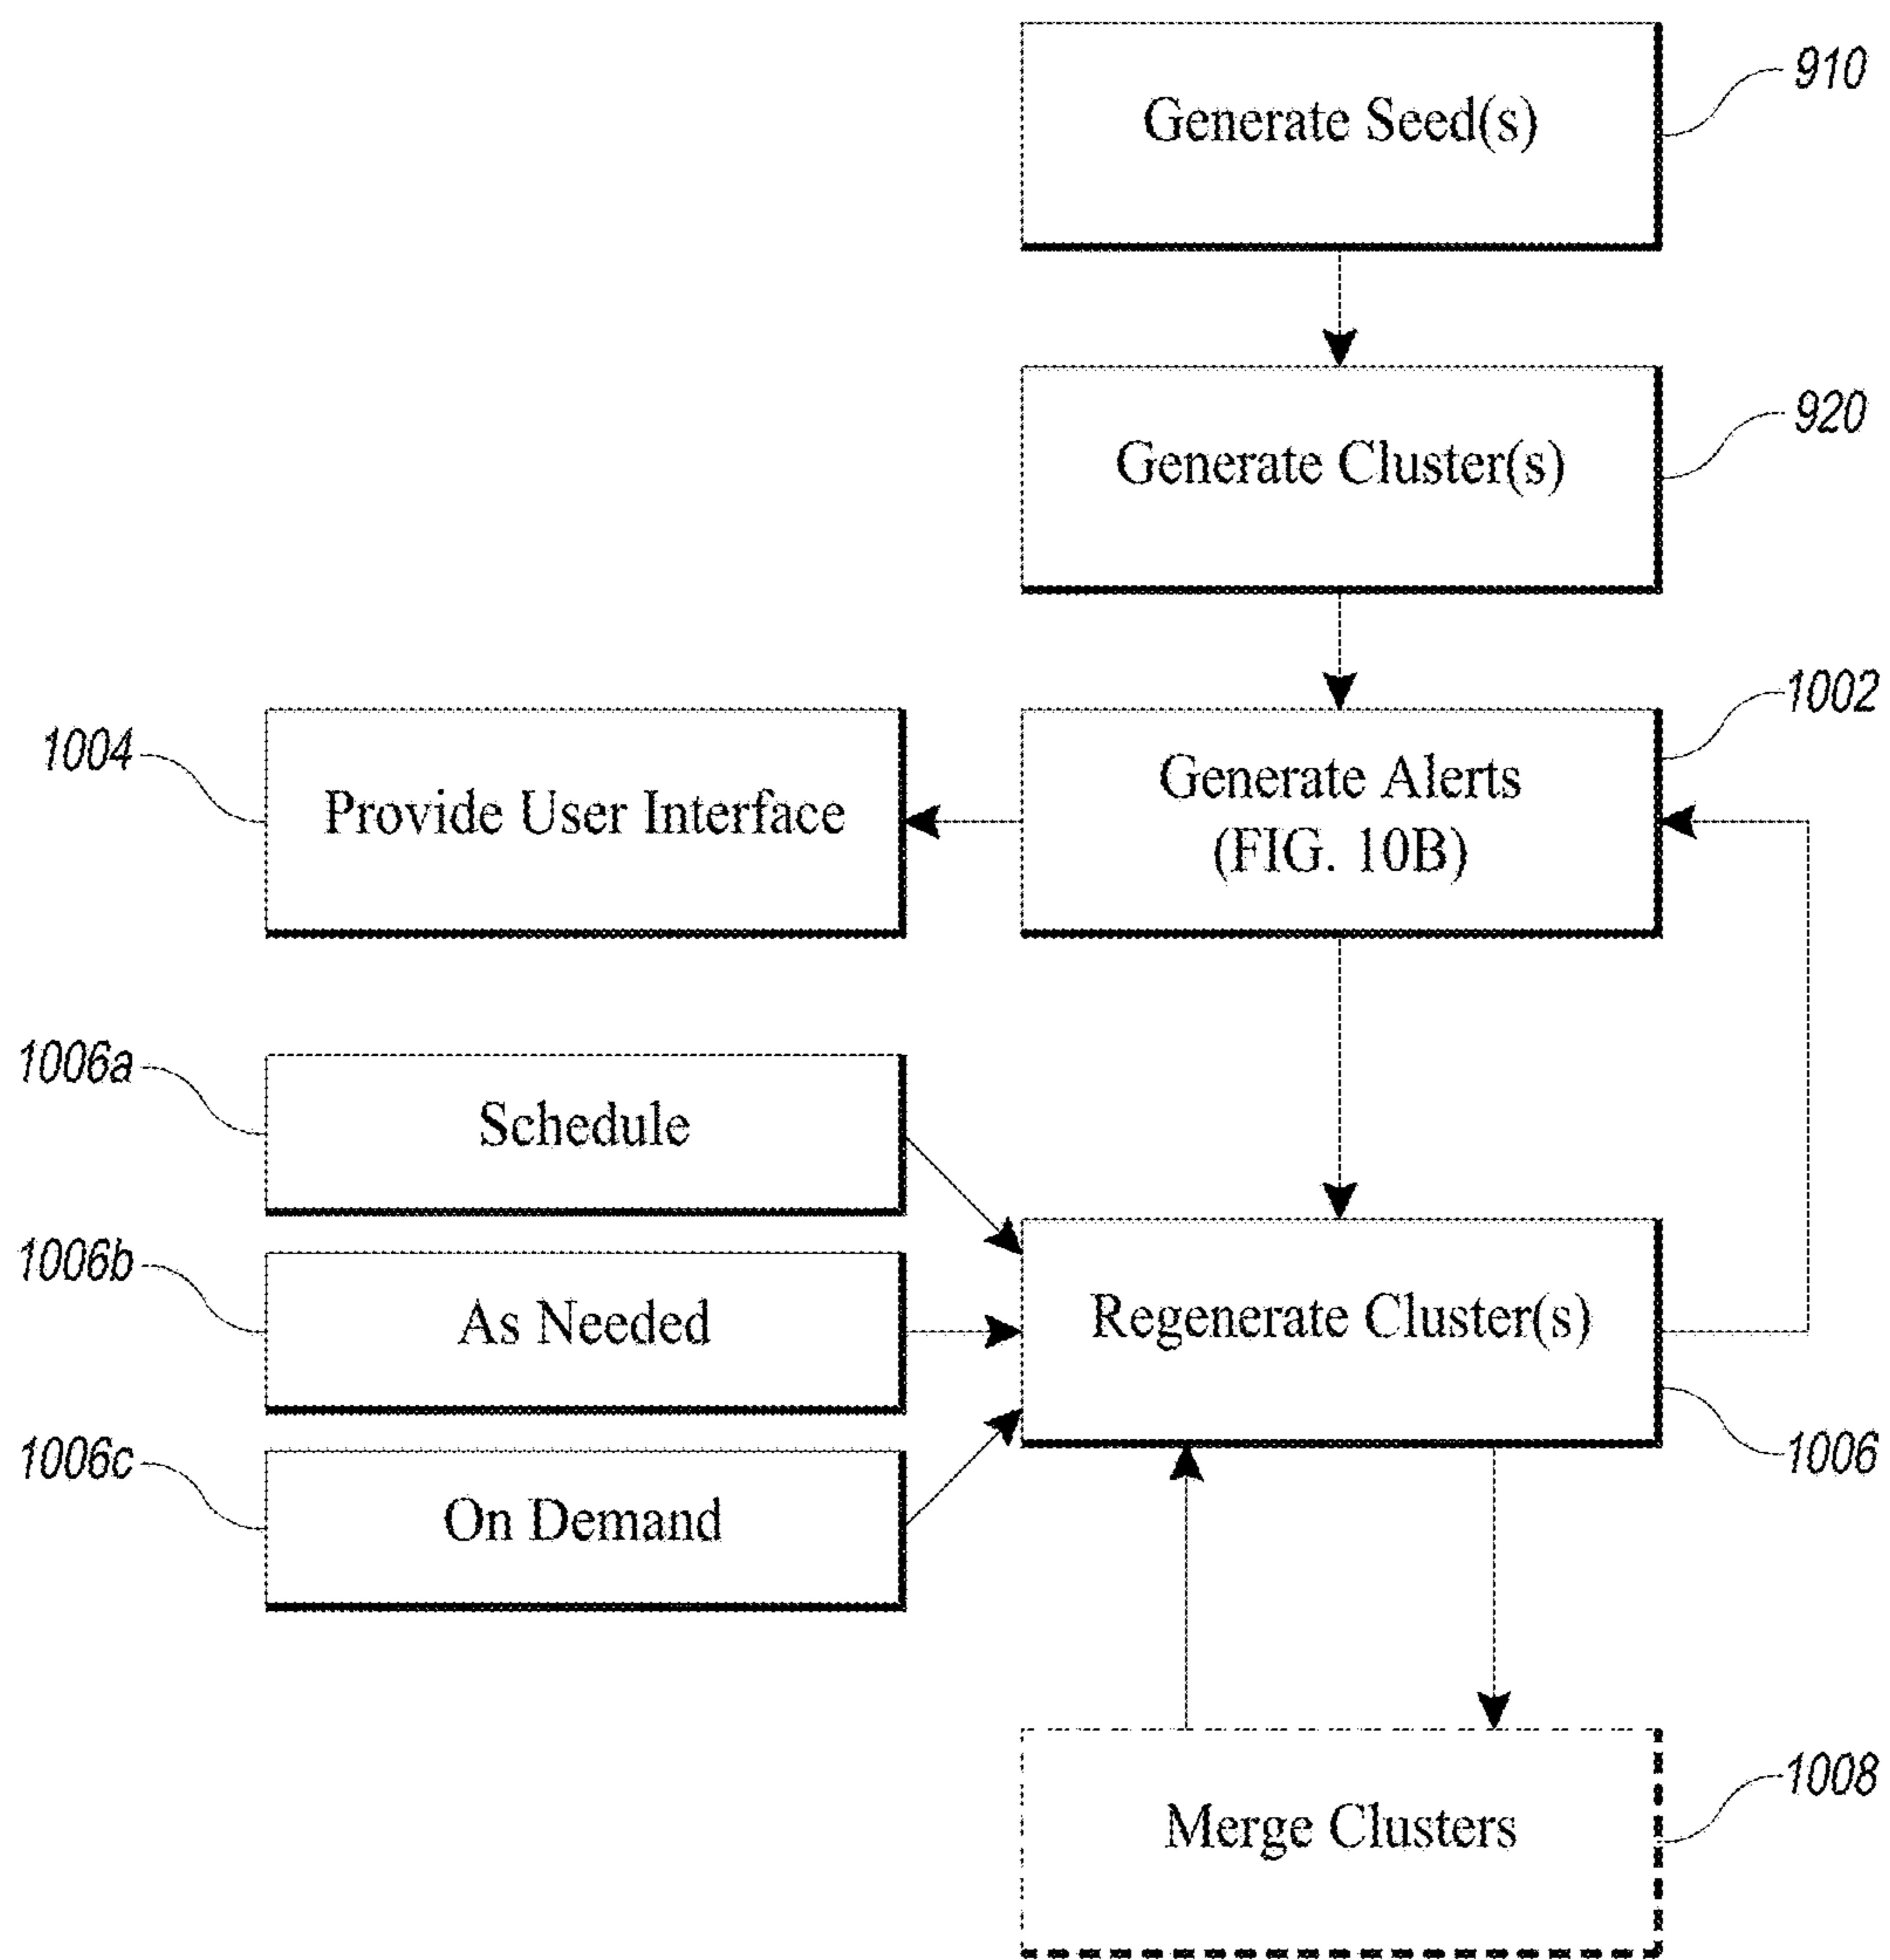 Generate Seed(s)
910
Generate Cluster(s)
920
1004
Provide User Interface
Generate Alerts
(FIG. 10B)
1002
1006a
Schedule
1006b
As Needed
1006c
On Demand
Regenerate Cluster(s)
1006
Merge Clusters
1008